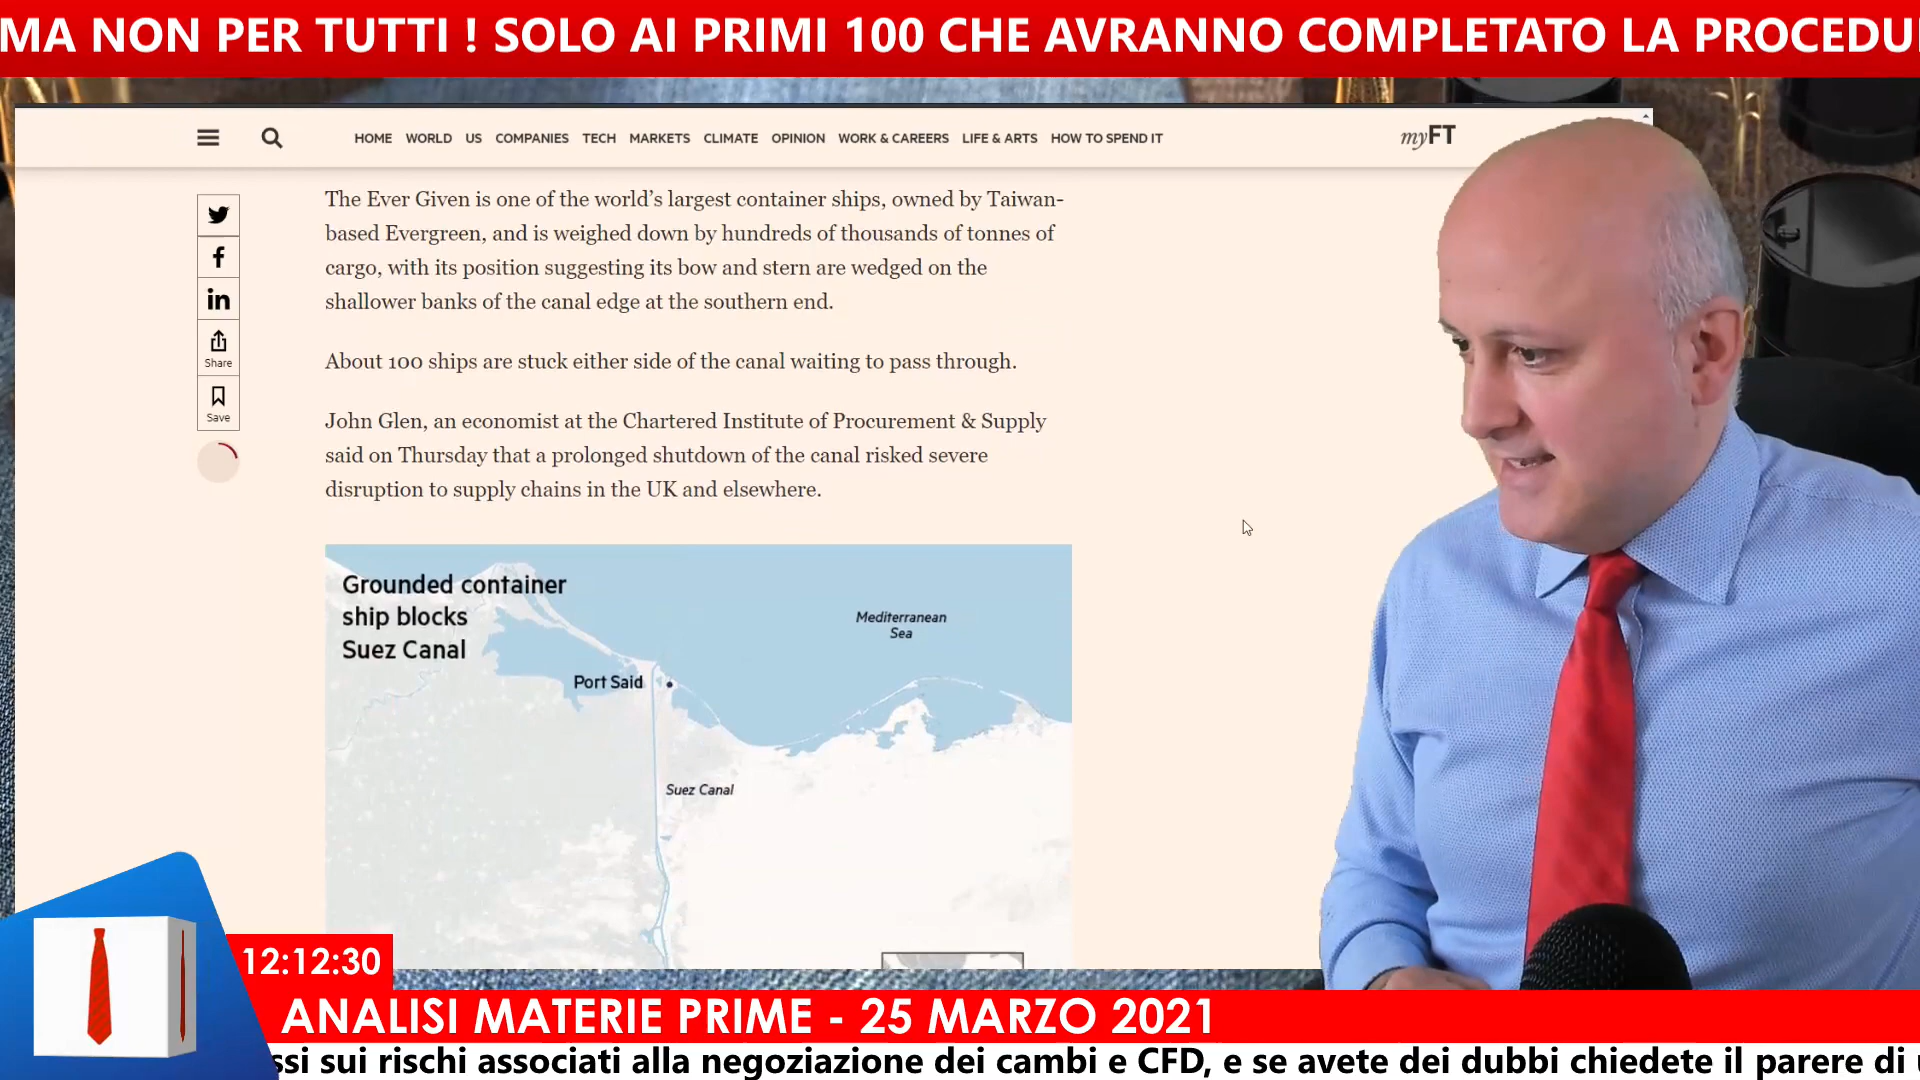 MA NON PER TUTTI ! SOLO AI PRIMI 100 CHE AVRANNO COMPLETATO LA PROCEDU
HOME WORLD US COMPANIES TECH MARKETS CLIMATE OPINION WORK & CAREERS LIFE & ARTS HOW TO SPEND IT
myFT
The Ever Given is one of the world’s largest container ships, owned by Taiwan-
based Evergreen, and is weighed down by hundreds of thousands of tonnes of
cargo, with its position suggesting its bow and stern are wedged on the
shallower banks of the canal edge at the southern end.
Share
Save
About 100 ships are stuck either side of the canal waiting to pass through.
John Glen, an economist at the Chartered Institute of Procurement & Supply
said on Thursday that a prolonged shutdown of the canal risked severe
disruption to supply chains in the UK and elsewhere.
Grounded container
ship blocks
Suez Canal
Mediterranean
Sea
Port Said
Suez Canal
12:12:30
ANALISI MATERIE PRIME - 25 MARZO 2021
ssi sui rischi associati alla negoziazione dei cambi e CFD, e se avete dei dubbi chiedete il parere di